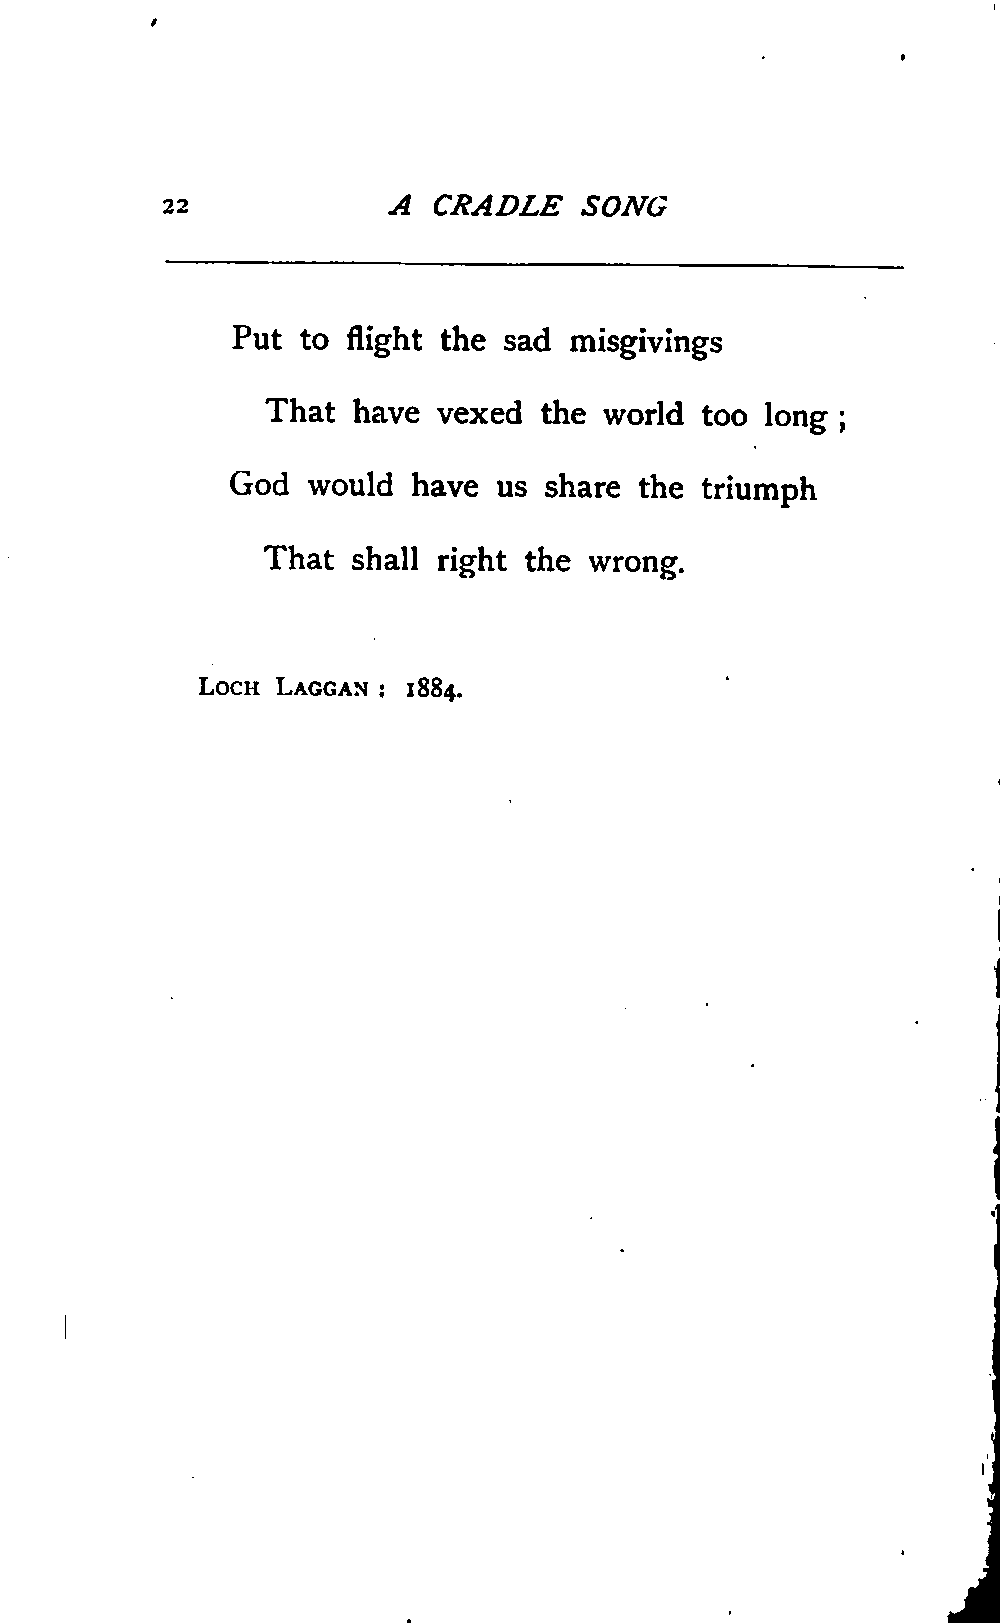 22 A CRADLE SONG
Put to flight the sad misgivings
That have vexed the world too long ;
God would have us share the triumph
That shall right the wrong.
LOCH LAGGAN : 1884.